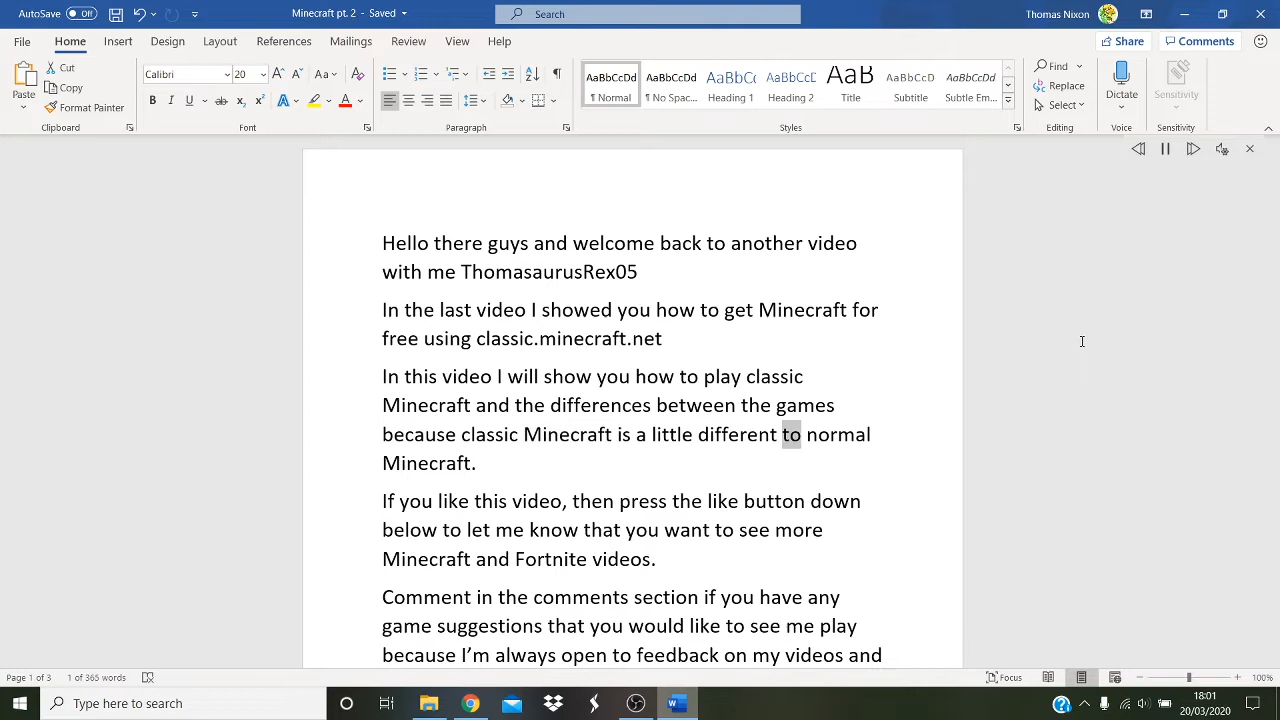 AutoSave Off Minecraft pt. 2 - Saved Search Thomas Nixon
File Home Insert Design Layout References Mailings Review View Help Share Comments
Paste Cut Copy Format Painter Clipboard
Calibri 20 Font
Paragraph
AaBbCcDd ¶ Normal AaBbCcDd ¶ No Spac... AaBbCc Heading 1 AaBbCcD Heading 2 AaB Title AaBbCcD Subtitle AaBbCcDd Subtle Em... Styles
Find Replace Select Editing
Dictate Voice
Sensitivity Sensitivity
Hello there guys and welcome back to another video
with me ThomasaurusRex05
In the last video I showed you how to get Minecraft for
free using classic.minecraft.net
In this video I will show you how to play classic
Minecraft and the differences between the games
because classic Minecraft is a little different to normal
Minecraft.
If you like this video, then press the like button down
below to let me know that you want to see more
Minecraft and Fortnite videos.
Comment in the comments section if you have any
game suggestions that you would like to see me play
because I’m always open to feedback on my videos and
Page 1 of 3 1 of 365 words Focus 100%
Type here to search
18:01
20/03/2020